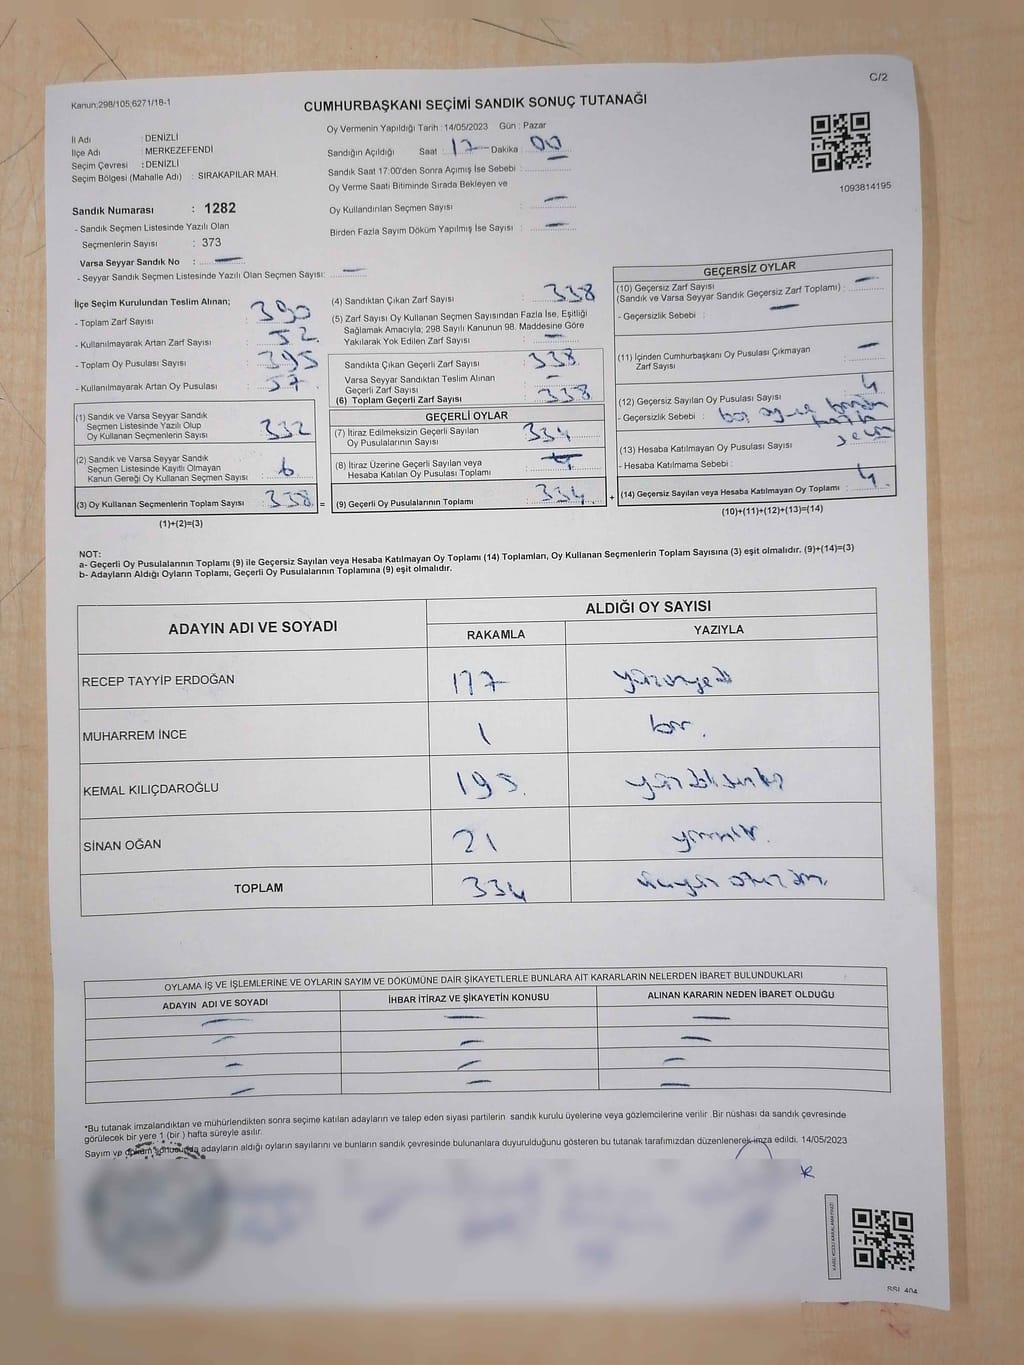 C/2
Kanun:298/105,6271/18-1
CUMHURBAŞKANI SEÇİMİ SANDIK SONUÇ TUTANAĞI
İl Adı : DENİZLİ
İlçe Adı : MERKEZEFENDİ
Seçim Çevresi : DENİZLİ
Seçim Bölgesi (Mahalle Adı) : SIRAKAPILAR MAH.
Oy Vermenin Yapıldığı Tarih : 14/05/2023 Gün : Pazar
Sandığın Açıldığı Saat : 17 Dakika : 00
Sandık Saat 17:00'den Sonra Açımış İse Sebebi :
Oy Verme Saati Bitiminde Sırada Bekleyen ve
Oy Kullandırılan Seçmen Sayısı : —
Birden Fazla Sayım Döküm Yapılmış İse Sayısı : —
1093814195
Sandık Numarası : 1282
- Sandık Seçmen Listesinde Yazılı Olan
Seçmenlerin Sayısı : 373
Varsa Seyyar Sandık No : —
- Seyyar Sandık Seçmen Listesinde Yazılı Olan Seçmen Sayısı: —
İlçe Seçim Kurulundan Teslim Alınan;
- Toplam Zarf Sayısı : 390
- Kullanılmayarak Artan Zarf Sayısı : 52
- Toplam Oy Pusulası Sayısı : 395
- Kullanılmayarak Artan Oy Pusulası : 57
(1) Sandık ve Varsa Seyyar Sandık
Seçmen Listesinde Yazılı Olup
Oy Kullanan Seçmenlerin Sayısı : 332
(2) Sandık ve Varsa Seyyar Sandık
Seçmen Listesinde Kayıtlı Olmayan
Kanun Gereği Oy Kullanan Seçmen Sayısı : 6
(3) Oy Kullanan Seçmenlerin Toplam Sayısı : 338 =
(1)+(2)=(3)
(4) Sandıktan Çıkan Zarf Sayısı : 338
(5) Zarf Sayısı Oy Kullanan Seçmen Sayısından Fazla İse, Eşitliği
Sağlamak Amacıyla; 298 Sayılı Kanunun 98. Maddesine Göre
Yakılarak Yok Edilen Zarf Sayısı : —
Sandıkta Çıkan Geçerli Zarf Sayısı : 338
Varsa Seyyar Sandıktan Teslim Alınan
Geçerli Zarf Sayısı : —
(6) Toplam Geçerli Zarf Sayısı : 338
GEÇERLİ OYLAR
(7) İtiraz Edilmeksizin Geçerli Sayılan
Oy Pusulalarının Sayısı : 334
(8) İtiraz Üzerine Geçerli Sayılan veya
Hesaba Katılan Oy Pusulası Toplamı :
(9) Geçerli Oy Pusulalarının Toplamı : 334 +
GEÇERSİZ OYLAR
(10) Geçersiz Zarf Sayısı
(Sandık ve Varsa Seyyar Sandık Geçersiz Zarf Toplamı) : —
- Geçersizlik Sebebi : —
(11) İçinden Cumhurbaşkanı Oy Pusulası Çıkmayan
Zarf Sayısı : —
(12) Geçersiz Sayılan Oy Pusulası Sayısı : 4
- Geçersizlik Sebebi :
(13) Hesaba Katılmayan Oy Pusulası Sayısı
- Hesaba Katılmama Sebebi :
(14) Geçersiz Sayılan veya Hesaba Katılmayan Oy Toplamı : 4
(10)+(11)+(12)+(13)=(14)
NOT:
a- Geçerli Oy Pusulalarının Toplamı (9) ile Geçersiz Sayılan veya Hesaba Katılmayan Oy Toplamı (14) Toplamları, Oy Kullanan Seçmenlerin Toplam Sayısına (3) eşit olmalıdır. (9)+(14)=(3)
b- Adayların Aldığı Oyların Toplamı, Geçerli Oy Pusulalarının Toplamına (9) eşit olmalıdır.
ADAYIN ADI VE SOYADI ALDIĞI OY SAYISI
RAKAMLA YAZIYLA
RECEP TAYYİP ERDOĞAN 117
MUHARREM İNCE 1 bir.
KEMAL KILIÇDAROĞLU 195
SİNAN OĞAN 21 yirmibir.
TOPLAM 334
OYLAMA İŞ VE İŞLEMLERİNE VE OYLARIN SAYIM VE DÖKÜMÜNE DAİR ŞİKAYETLERLE BUNLARA AİT KARARLARIN NELERDEN İBARET BULUNDUKLARI
ADAYIN ADI VE SOYADI İHBAR İTİRAZ VE ŞİKAYETİN KONUSU ALINAN KARARIN NEDEN İBARET OLDUĞU
— — —
— — —
— — —
— — —
*Bu tutanak imzalandıktan ve mühürlendikten sonra seçime katılan adayların ve talep eden siyasi partilerin sandık kurulu üyelerine veya gözlemcilerine verilir .Bir nüshası da sandık çevresinde
görülecek bir yere 1 (bir ) hafta süreyle asılır.
Sayım ve döküm sonucunda adayların aldığı oyların sayılarını ve bunların sandık çevresinde bulunanlara duyurulduğunu gösteren bu tutanak tarafımızdan düzenlenerek imza edildi. 14/05/2023